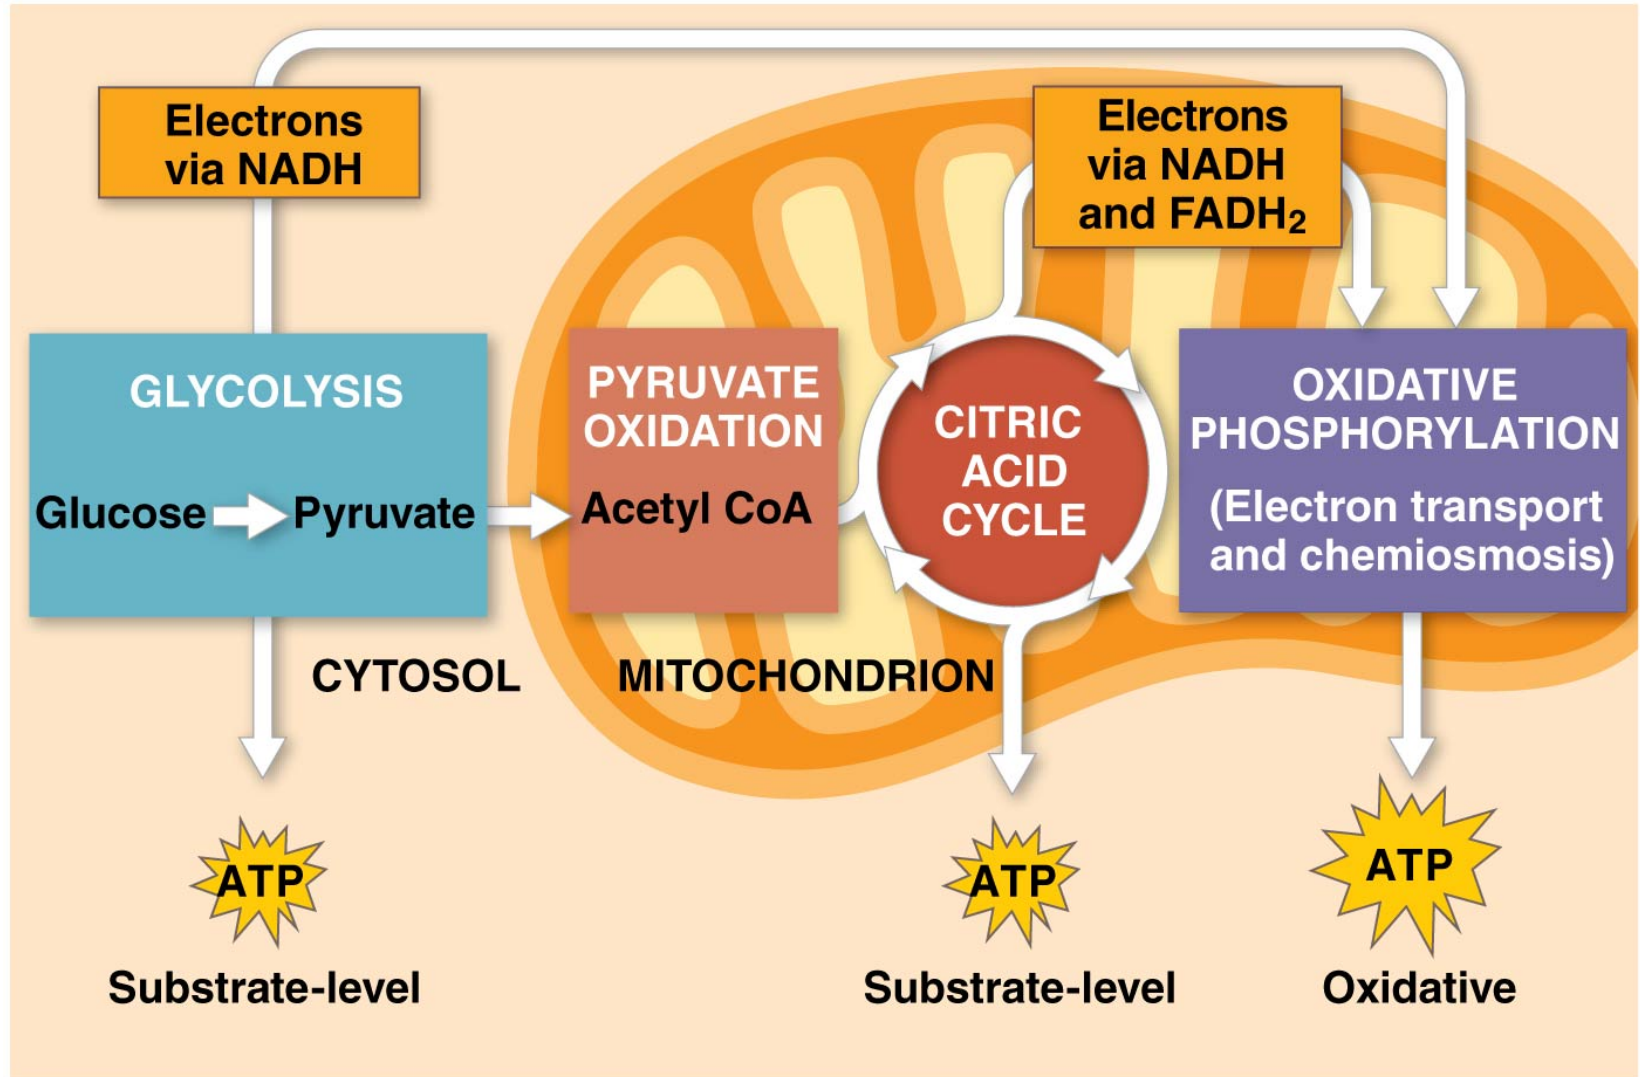 Electrons
via NADH
Electrons
via NADH
and FADH₂
GLYCOLYSIS
Glucose
Pyruvate
PYRUVATE
OXIDATION
Acetyl CoA
CITRIC
ACID
CYCLE
OXIDATIVE
PHOSPHORYLATION
(Electron transport
and chemiosmosis)
CYTOSOL
MITOCHONDRION
ATP
ATP
ATP
Substrate-level
Substrate-level
Oxidative